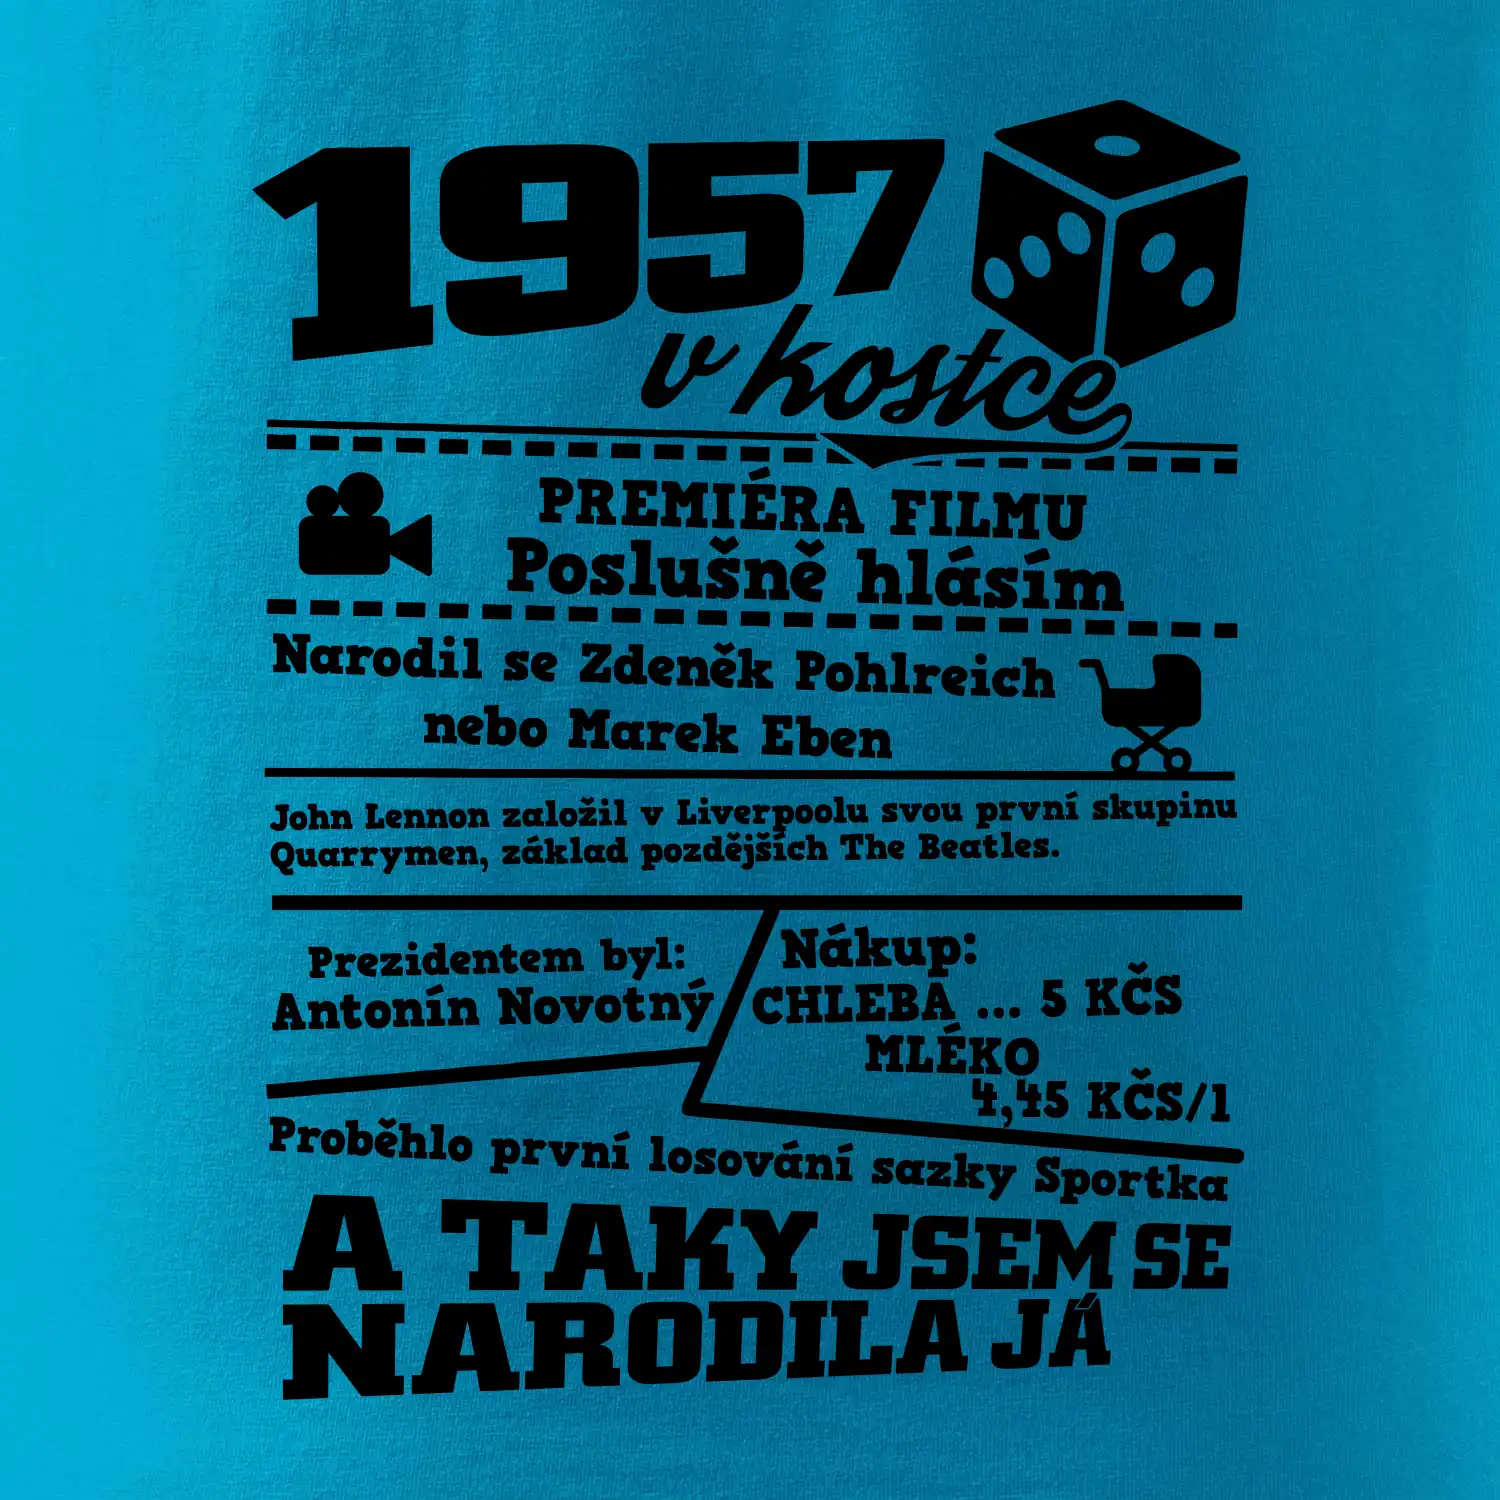 1957
v kostce
PREMIÉRA FILMU
Poslušně hlásím
Narodil se Zdeněk Pohlreich
nebo Marek Eben
John Lennon založil v Liverpoolu svou první skupinu
Quarrymen, základ pozdějších The Beatles.
Prezidentem byl:
Antonín Novotný
Nákup:
CHLEBA ... 5 KČS
MLÉKO
4,45 KČS/l
Proběhlo první losování sazky Sportka
A TAKY JSEM SE
NARODILA JÁ